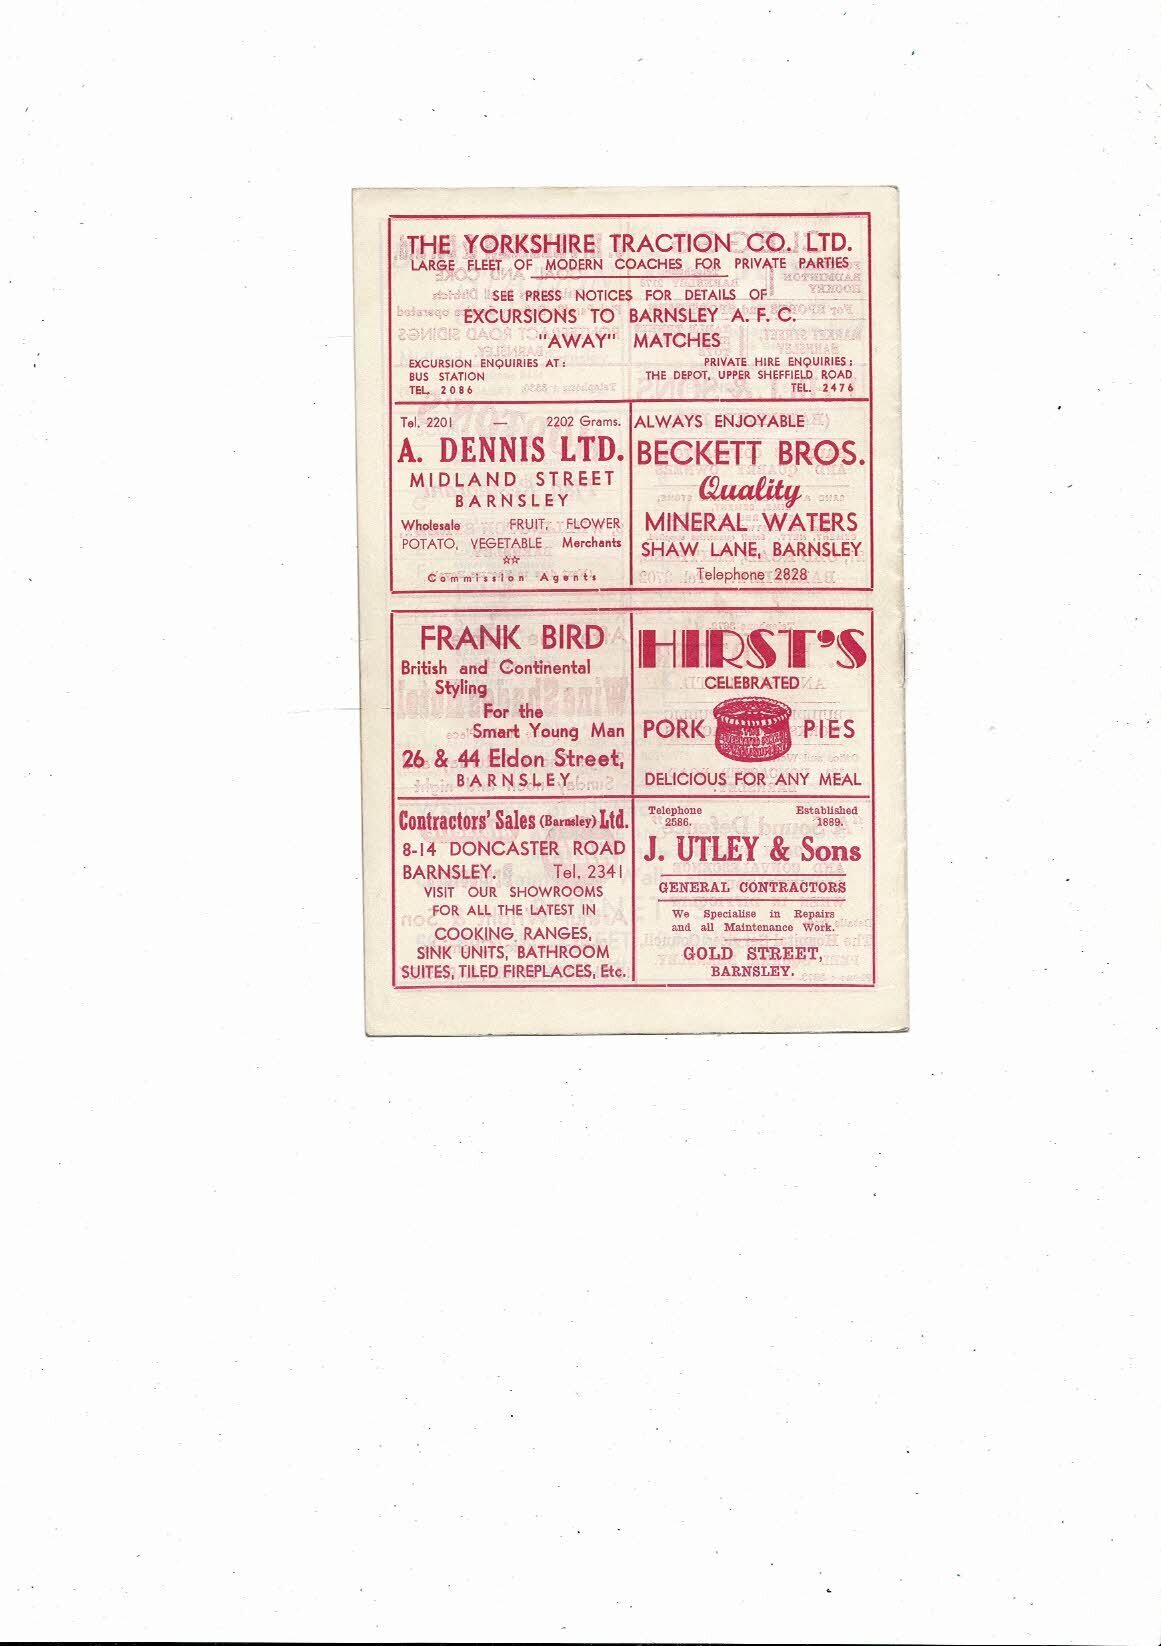 THE YORKSHIRE TRACTION CO. LTD.
LARGE FLEET OF MODERN COACHES FOR PRIVATE PARTIES
SEE PRESS NOTICES FOR DETAILS OF
EXCURSIONS TO BARNSLEY A. F. C.
"AWAY" MATCHES
EXCURSION ENQUIRIES AT:
BUS STATION
TEL. 2086
PRIVATE HIRE ENQUIRIES:
THE DEPOT, UPPER SHEFFIELD ROAD
TEL. 2476
Tel. 2201 — 2202 Grams.
A. DENNIS LTD.
MIDLAND STREET
BARNSLEY
Wholesale FRUIT, FLOWER
POTATO, VEGETABLE Merchants
☆☆
Commission Agents
ALWAYS ENJOYABLE
BECKETT BROS.
Quality
MINERAL WATERS
SHAW LANE, BARNSLEY
Telephone 2828
FRANK BIRD
British and Continental
Styling
For the
Smart Young Man
26 & 44 Eldon Street,
BARNSLEY
HIRST'S
CELEBRATED
PORK PIES
DELICIOUS FOR ANY MEAL
Contractors' Sales (Barnsley) Ltd.
8-14 DONCASTER ROAD
BARNSLEY. Tel. 2341
VISIT OUR SHOWROOMS
FOR ALL THE LATEST IN
COOKING RANGES,
SINK UNITS, BATHROOM
SUITES, TILED FIREPLACES, Etc.
Telephone Established
2586. 1889.
J. UTLEY & Sons
GENERAL CONTRACTORS
We Specialise in Repairs
and all Maintenance Work.
GOLD STREET,
BARNSLEY.